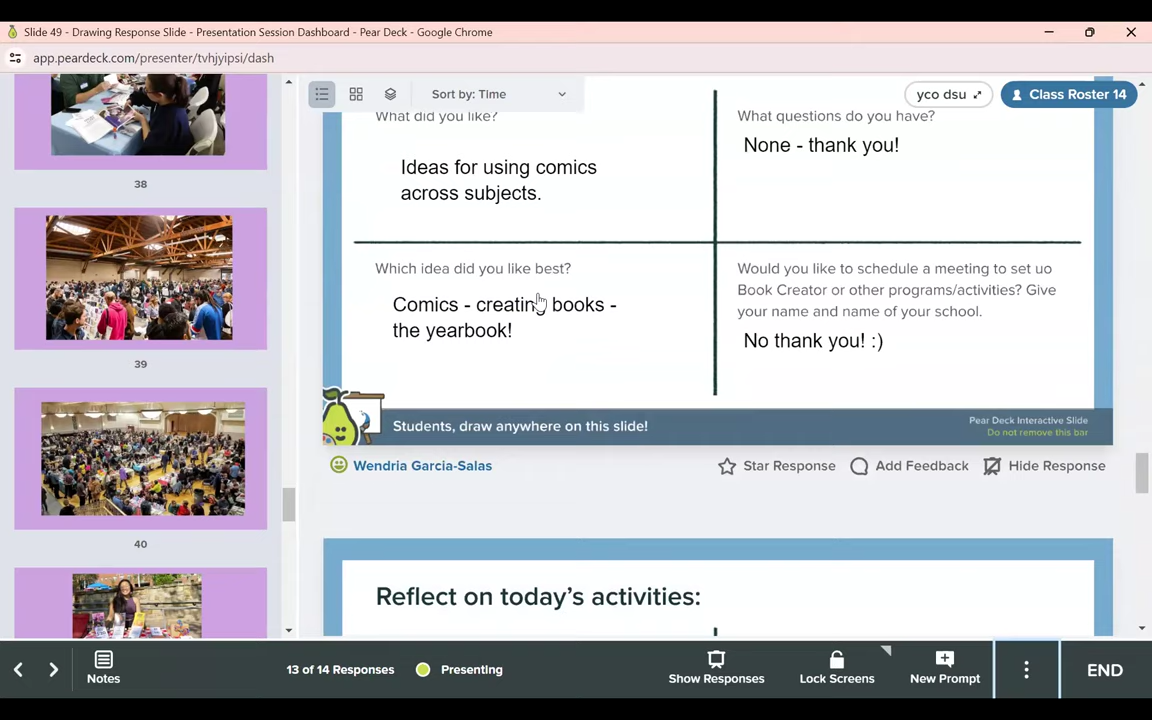 Slide 49 - Drawing Response Slide - Presentation Session Dashboard - Pear Deck - Google Chrome
app.peardeck.com/presenter/tvhjyipsi/dash
Sort by: Time
yco dsu
Class Roster 14
What did you like?
Ideas for using comics
across subjects.
What questions do you have?
None - thank you!
Which idea did you like best?
Comics - creating books -
the yearbook!
Would you like to schedule a meeting to set uo
Book Creator or other programs/activities? Give
your name and name of your school.
No thank you! :)
Students, draw anywhere on this slide!
Pear Deck Interactive Slide
Do not remove this bar
Wendria Garcia-Salas
Star Response
Add Feedback
Hide Response
Reflect on today's activities:
38
39
40
Notes
13 of 14 Responses
Presenting
Show Responses
Lock Screens
New Prompt
END